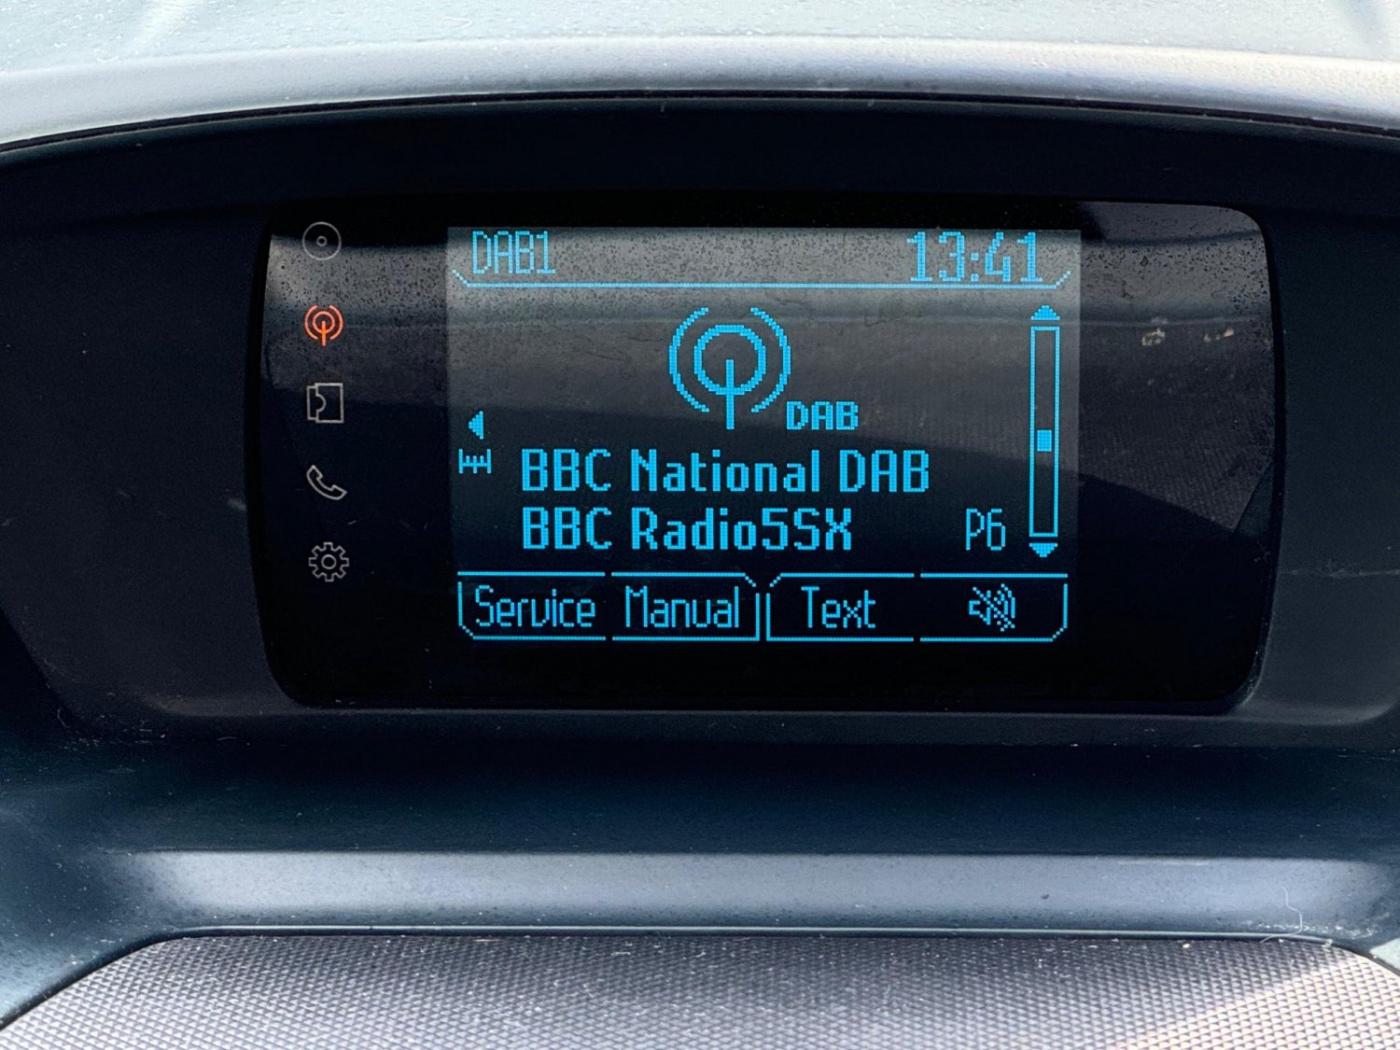 DAB1 13:41
DAB
BBC National DAB
BBC Radio5SX P6
Service Manual Text